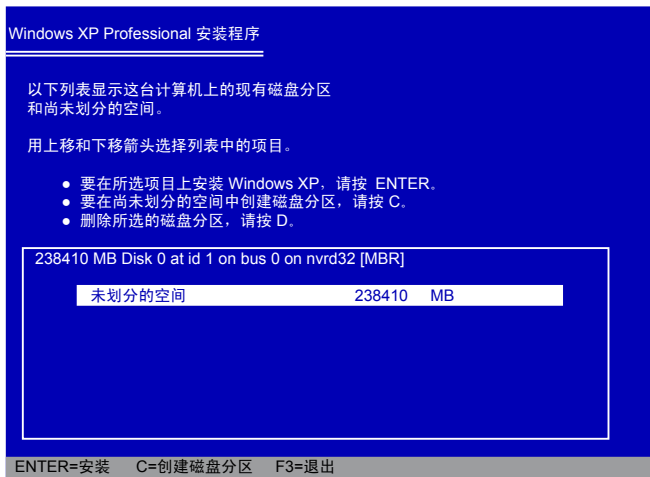 Windows XP Professional 安装程序
以下列表显示这台计算机上的现有磁盘分区
和尚未划分的空间。
用上移和下移箭头选择列表中的项目。
● 要在所选项目上安装 Windows XP，请按 ENTER。
● 要在尚未划分的空间中创建磁盘分区，请按 C。
● 删除所选的磁盘分区，请按 D。
238410 MB Disk 0 at id 1 on bus 0 on nvrd32 [MBR]
未划分的空间 238410 MB
ENTER=安装 C=创建磁盘分区 F3=退出